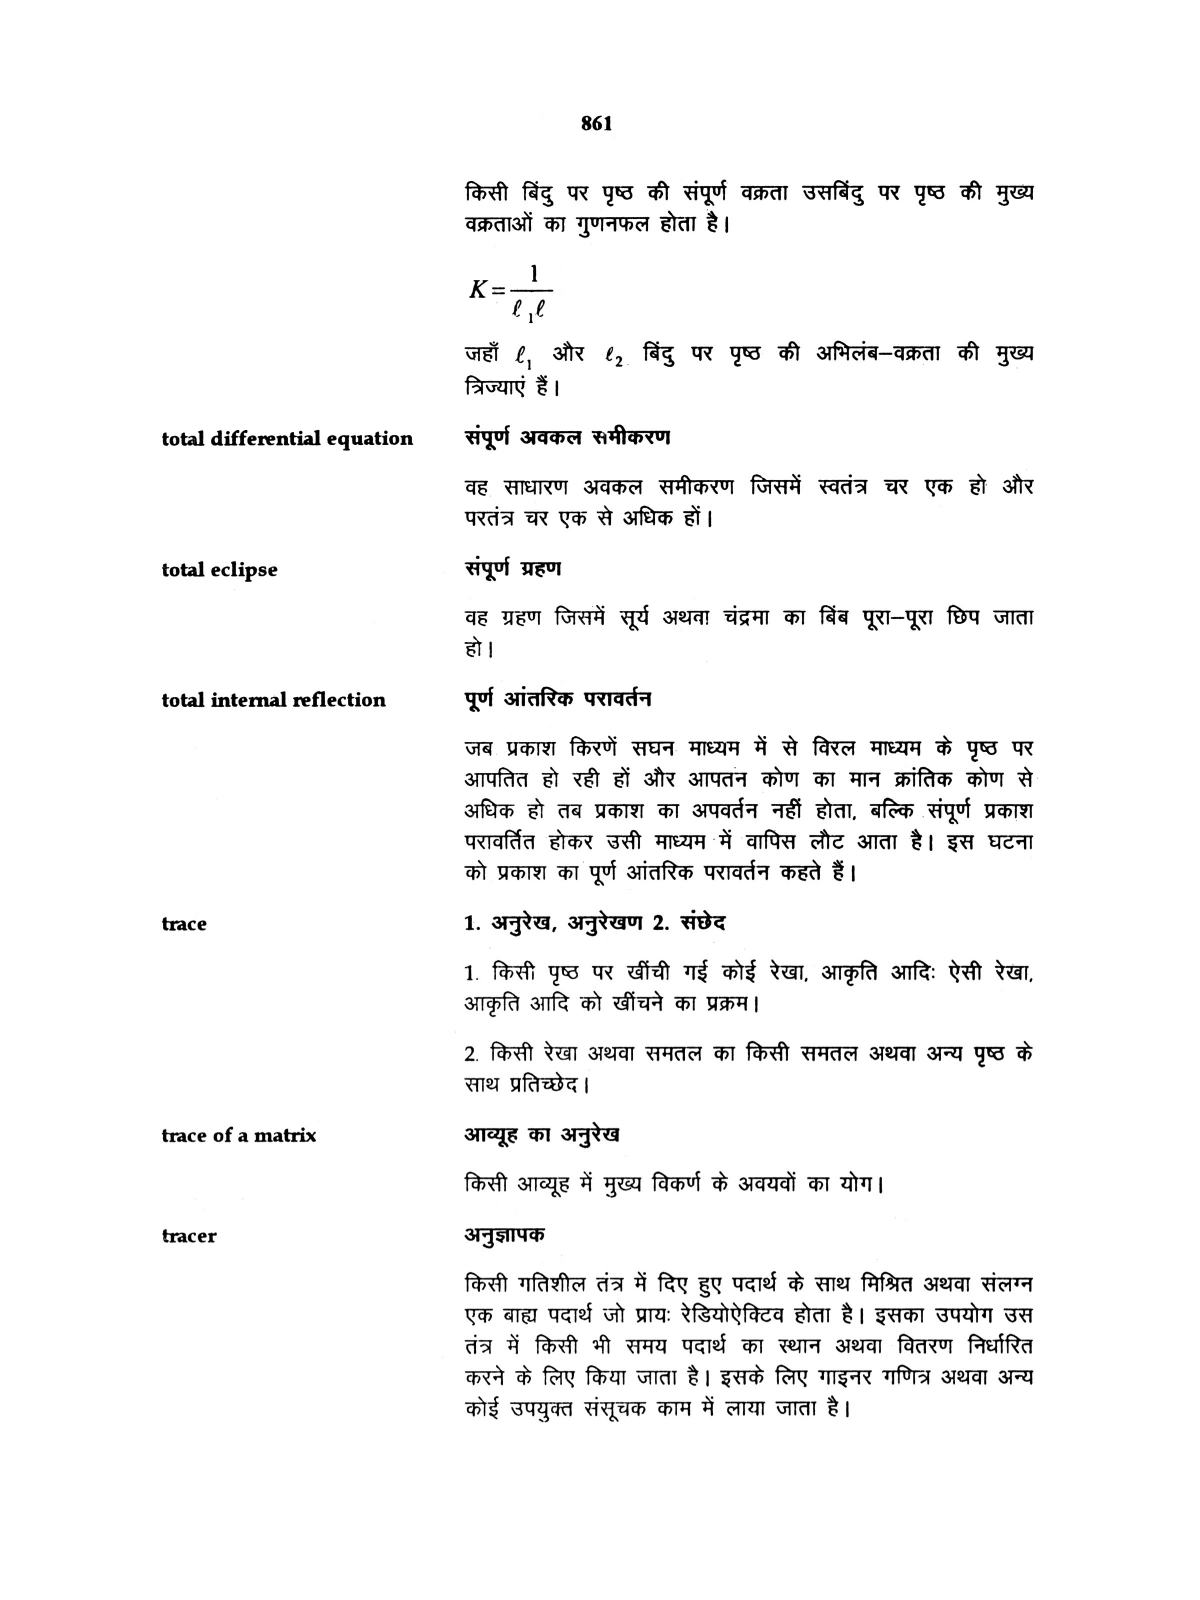 861
किसी बिंदु पर पृष्ठ की संपूर्ण वक्रता उसबिंदु पर पृष्ठ की मुख्य
वक्रताओं का गुणनफल होता है।
K = 1 / ℓ₁ℓ
जहाँ ℓ₁ और ℓ₂ बिंदु पर पृष्ठ की अभिलंब–वक्रता की मुख्य
त्रिज्याएं हैं।
total differential equation संपूर्ण अवकल समीकरण
वह साधारण अवकल समीकरण जिसमें स्वतंत्र चर एक हो और
परतंत्र चर एक से अधिक हों।
total eclipse संपूर्ण ग्रहण
वह ग्रहण जिसमें सूर्य अथवा चंद्रमा का बिंब पूरा–पूरा छिप जाता
हो।
total internal reflection पूर्ण आंतरिक परावर्तन
जब प्रकाश किरणें सघन माध्यम में से विरल माध्यम के पृष्ठ पर
आपतित हो रही हों और आपतन कोण का मान क्रांतिक कोण से
अधिक हो तब प्रकाश का अपवर्तन नहीं होता, बल्कि संपूर्ण प्रकाश
परावर्तित होकर उसी माध्यम में वापिस लौट आता है। इस घटना
को प्रकाश का पूर्ण आंतरिक परावर्तन कहते हैं।
trace 1. अनुरेख, अनुरेखण 2. संछेद
1. किसी पृष्ठ पर खींची गई कोई रेखा, आकृति आदिः ऐसी रेखा,
आकृति आदि को खींचने का प्रक्रम।
2. किसी रेखा अथवा समतल का किसी समतल अथवा अन्य पृष्ठ के
साथ प्रतिच्छेद।
trace of a matrix आव्यूह का अनुरेख
किसी आव्यूह में मुख्य विकर्ण के अवयवों का योग।
tracer अनुज्ञापक
किसी गतिशील तंत्र में दिए हुए पदार्थ के साथ मिश्रित अथवा संलग्न
एक बाह्य पदार्थ जो प्रायः रेडियोऐक्टिव होता है। इसका उपयोग उस
तंत्र में किसी भी समय पदार्थ का स्थान अथवा वितरण निर्धारित
करने के लिए किया जाता है। इसके लिए गाइनर गणित्र अथवा अन्य
कोई उपयुक्त संसूचक काम में लाया जाता है।